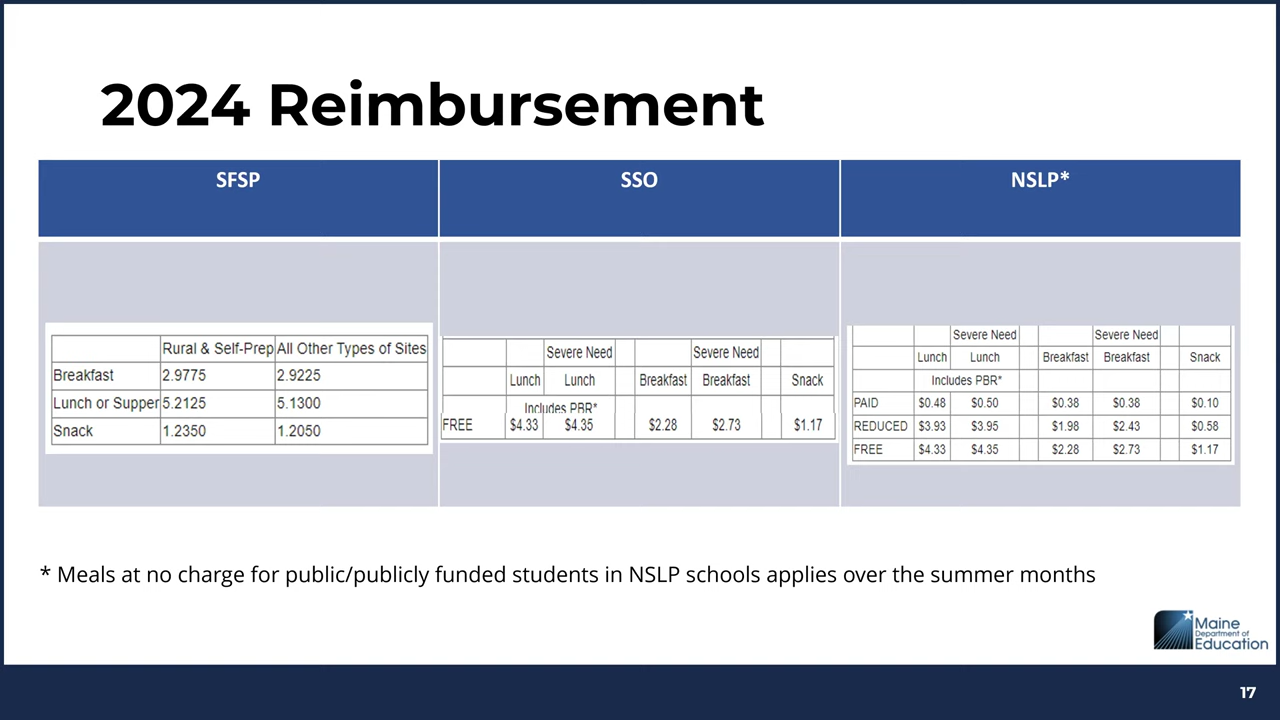 2024 Reimbursement
SFSP
SSO
NSLP*
Rural & Self-Prep All Other Types of Sites
Breakfast 2.9775 2.9225
Lunch or Supper 5.2125 5.1300
Snack 1.2350 1.2050
Severe Need Severe Need
Lunch Lunch Breakfast Breakfast Snack
Includes PBR*
FREE $4.33 $4.35 $2.28 $2.73 $1.17
Severe Need Severe Need
Lunch Lunch Breakfast Breakfast Snack
Includes PBR*
PAID $0.48 $0.50 $0.38 $0.38 $0.10
REDUCED $3.93 $3.95 $1.98 $2.43 $0.58
FREE $4.33 $4.35 $2.28 $2.73 $1.17
* Meals at no charge for public/publicly funded students in NSLP schools applies over the summer months
Maine
Department of
Education
17